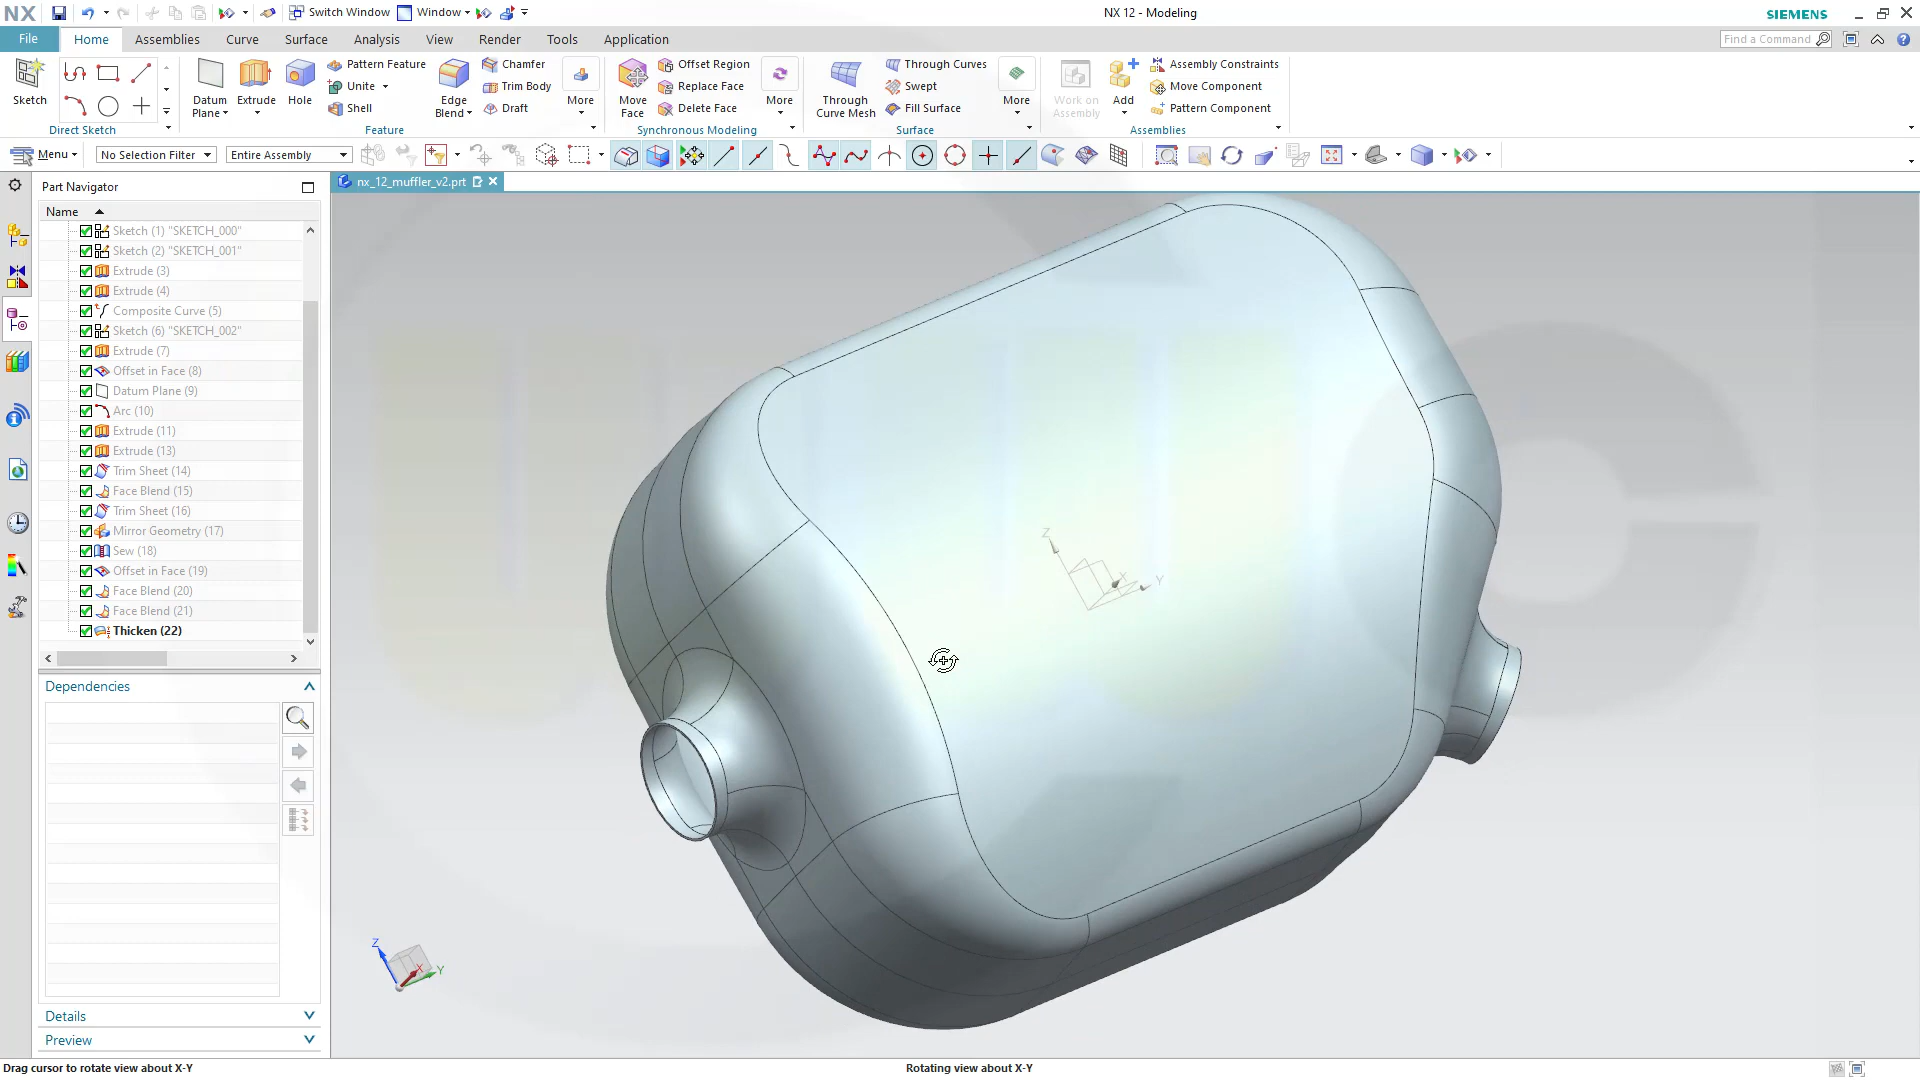 NX
Switch Window
Window
NX 12 - Modeling
SIEMENS
File
Home
Assemblies
Curve
Surface
Analysis
View
Render
Tools
Application
Find a Command
Sketch
Direct Sketch
Datum
Plane
Extrude
Hole
Pattern Feature
Unite
Shell
Edge
Blend
Chamfer
Trim Body
Draft
More
Feature
Move
Face
Offset Region
Replace Face
Delete Face
More
Synchronous Modeling
Through
Curve Mesh
Through Curves
Swept
Fill Surface
More
Surface
Work on
Assembly
Add
Assembly Constraints
Move Component
Pattern Component
Assemblies
Menu
No Selection Filter
Entire Assembly
Part Navigator
nx_12_muffler_v2.prt
Name
Sketch (1) "SKETCH_000"
Sketch (2) "SKETCH_001"
Extrude (3)
Extrude (4)
Composite Curve (5)
Sketch (6) "SKETCH_002"
Extrude (7)
Offset in Face (8)
Datum Plane (9)
Arc (10)
Extrude (11)
Extrude (13)
Trim Sheet (14)
Face Blend (15)
Trim Sheet (16)
Mirror Geometry (17)
Sew (18)
Offset in Face (19)
Face Blend (20)
Face Blend (21)
Thicken (22)
Dependencies
Details
Preview
Z
X
Y
Z
X
Y
Drag cursor to rotate view about X-Y
Rotating view about X-Y